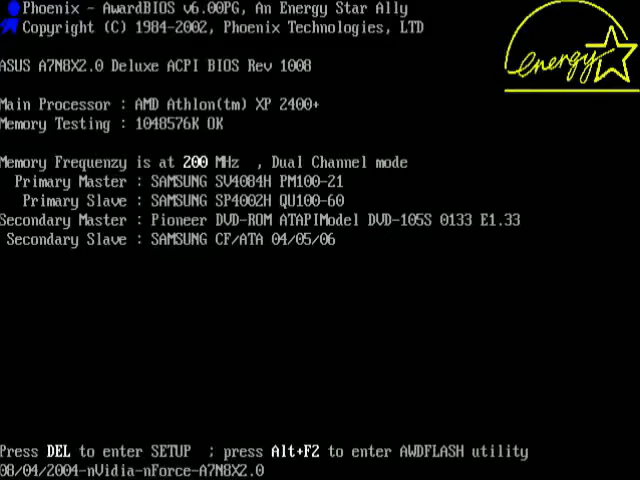 Phoenix - AwardBIOS v6.00PG, An Energy Star Ally
Copyright (C) 1984-2002, Phoenix Technologies, LTD
energy
ASUS A7N8X2.0 Deluxe ACPI BIOS Rev 1008
Main Processor : AMD Athlon(tm) XP 2400+
Memory Testing : 1048576K OK
Memory Frequenzy is at 200 MHz , Dual Channel mode
Primary Master : SAMSUNG SV4084H PM100-21
Primary Slave : SAMSUNG SP4002H QU100-60
Secondary Master : Pioneer DVD-ROM ATAPIModel DVD-105S 0133 E1.33
Secondary Slave : SAMSUNG CF/ATA 04/05/06
Press DEL to enter SETUP ; press Alt+F2 to enter AWDFLASH utility
08/04/2004-nVidia-nForce-A7N8X2.0